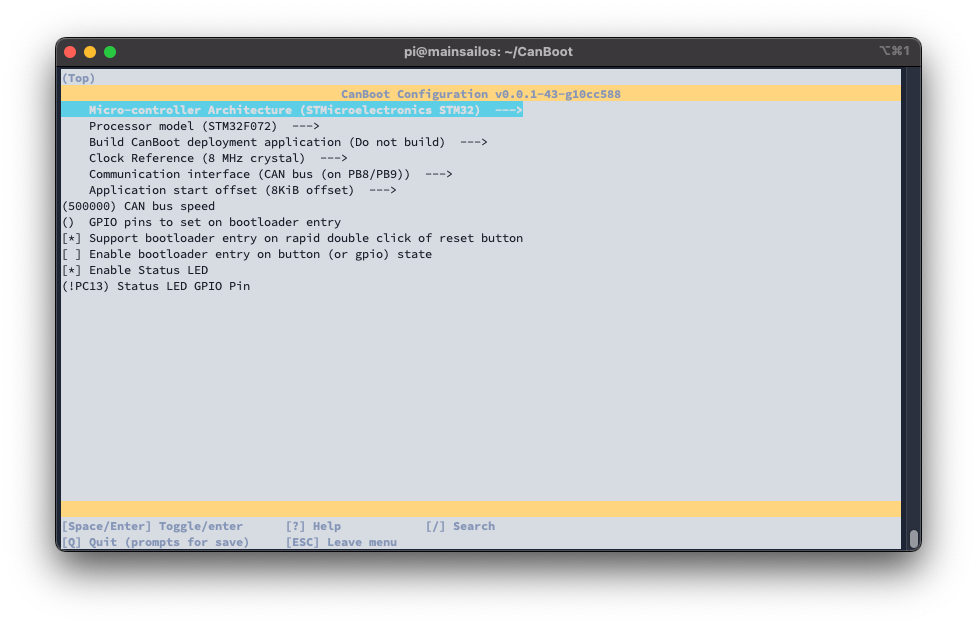 pi@mainsailos: ~/CanBoot ⌥⌘1
(Top)
CanBoot Configuration v0.0.1-43-g10cc588
Micro-controller Architecture (STMicroelectronics STM32)  --->
Processor model (STM32F072)  --->
Build CanBoot deployment application (Do not build)  --->
Clock Reference (8 MHz crystal)  --->
Communication interface (CAN bus (on PB8/PB9))  --->
Application start offset (8KiB offset)  --->
(500000) CAN bus speed
()  GPIO pins to set on bootloader entry
[*] Support bootloader entry on rapid double click of reset button
[ ] Enable bootloader entry on button (or gpio) state
[*] Enable Status LED
(!PC13) Status LED GPIO Pin
[Space/Enter] Toggle/enter      [?] Help            [/] Search
[Q] Quit (prompts for save)     [ESC] Leave menu